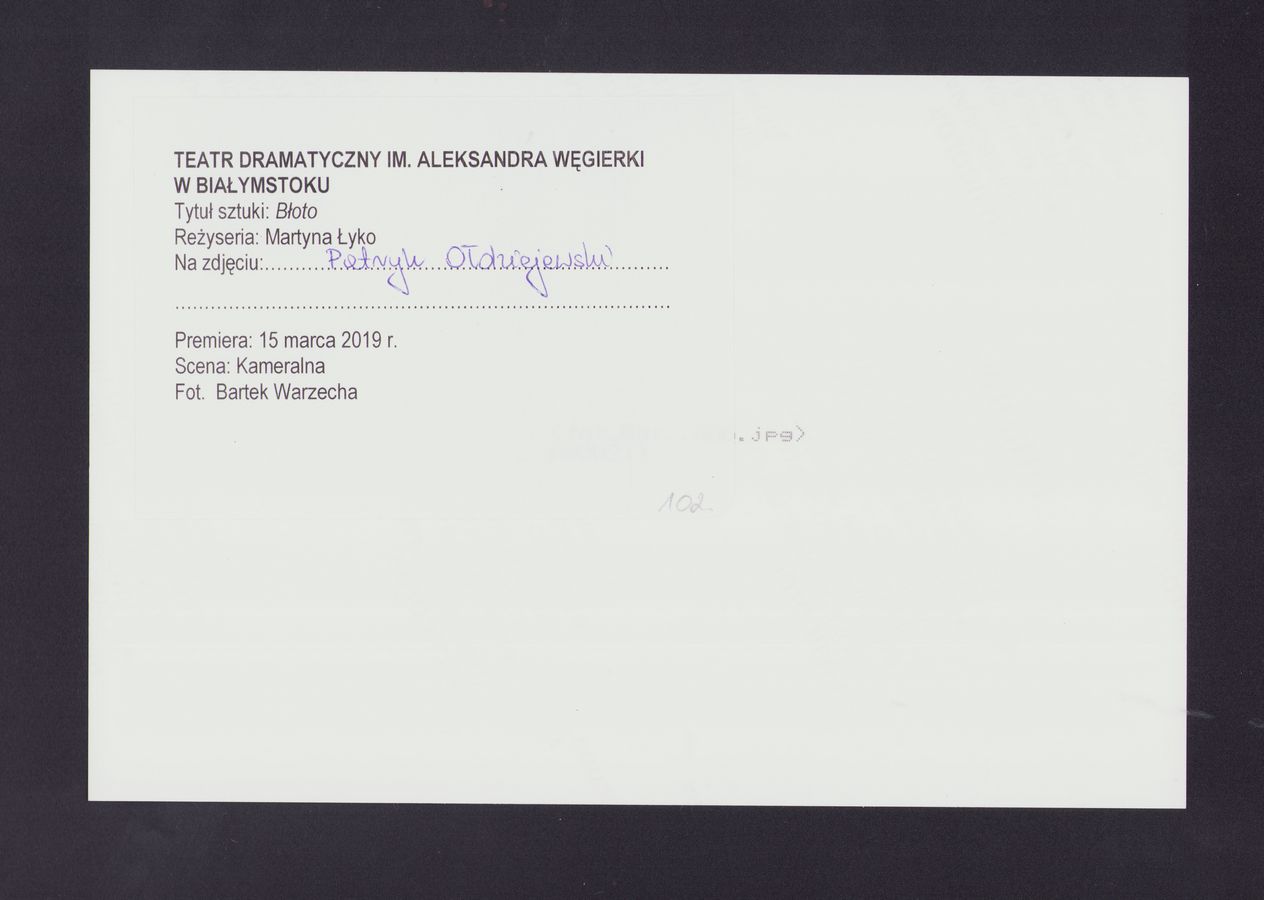 TEATR DRAMATYCZNY IM. ALEKSANDRA WĘGIERKI
W BIAŁYMSTOKU
Tytuł sztuki: Błoto
Reżyseria: Martyna Łyko
Na zdjęciu: Patryk Ołdziejewski
Premiera: 15 marca 2019 r.
Scena: Kameralna
Fot. Bartek Warzecha
.jpg>
102